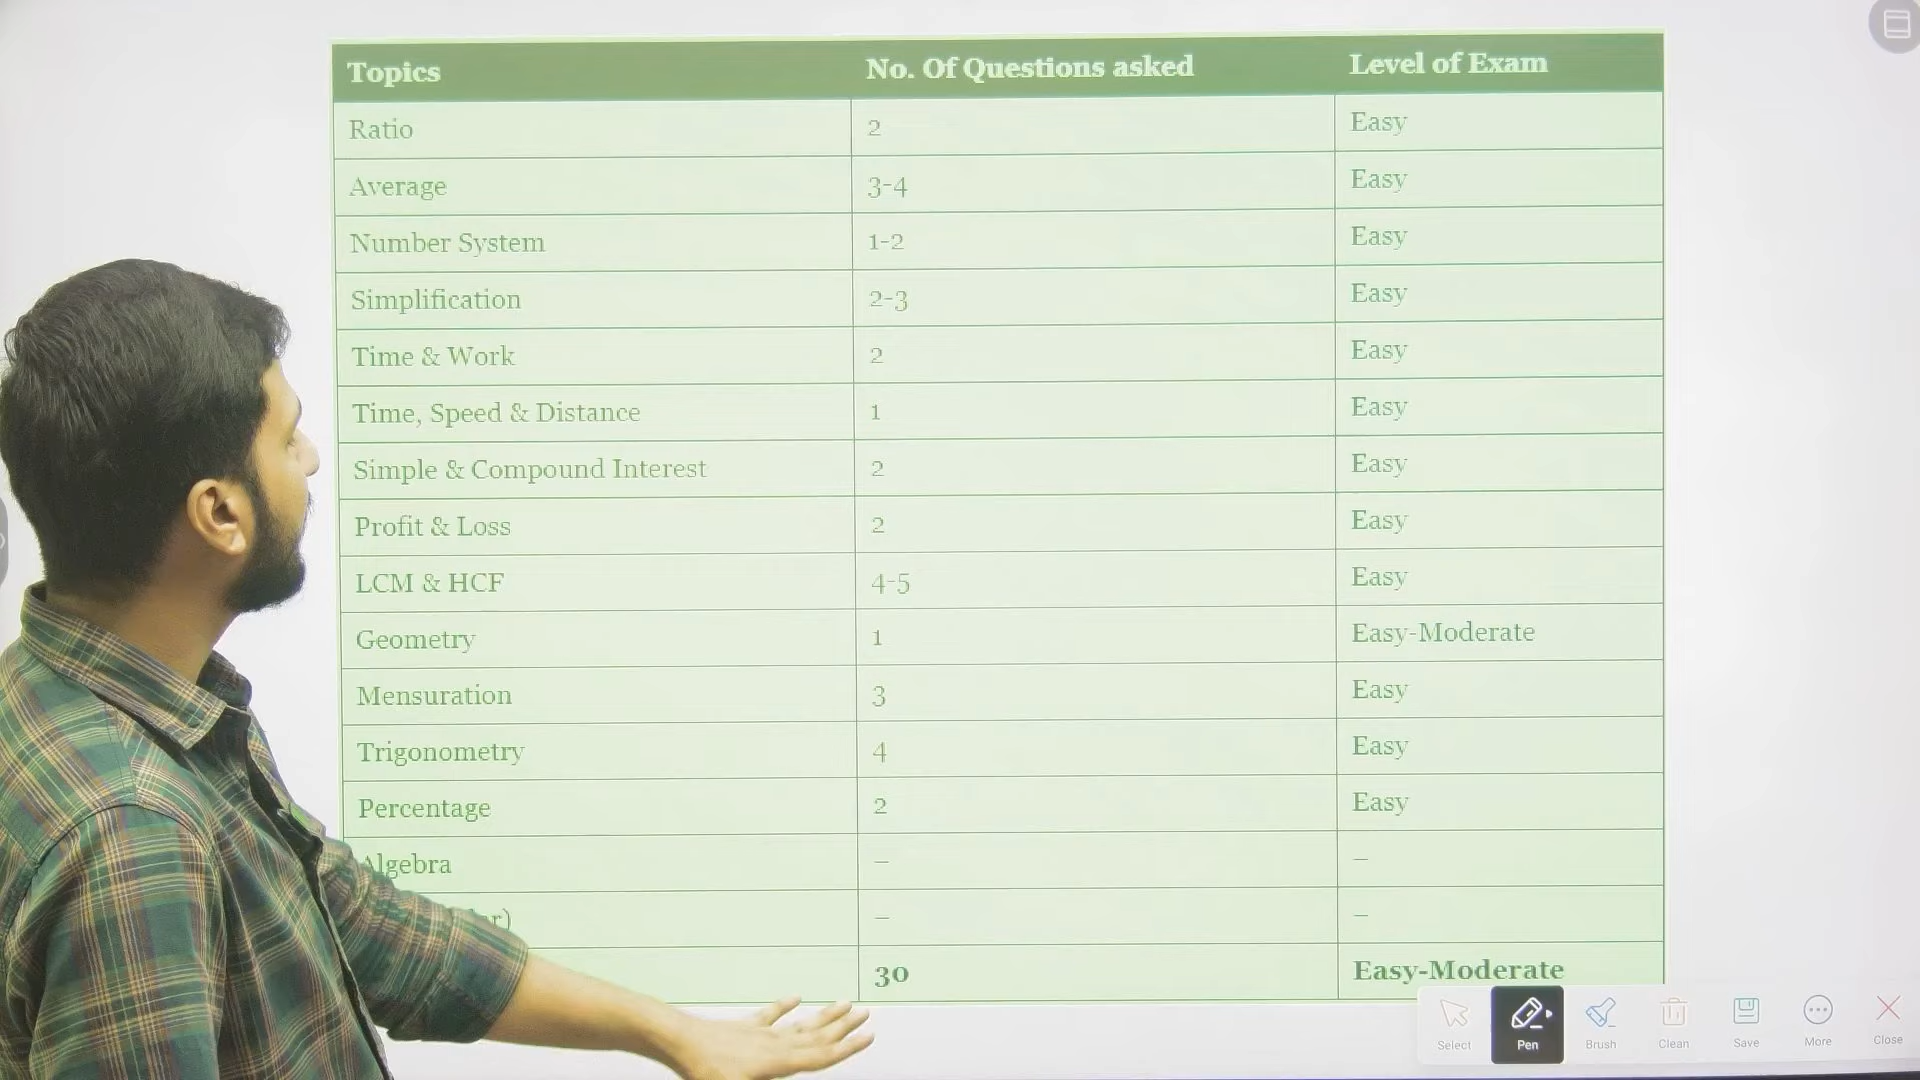 Topics No. Of Questions asked Level of Exam
Ratio 2 Easy
Average 3-4 Easy
Number System 1-2 Easy
Simplification 2-3 Easy
Time & Work 2 Easy
Time, Speed & Distance 1 Easy
Simple & Compound Interest 2 Easy
Profit & Loss 2 Easy
LCM & HCF 4-5 Easy
Geometry 1 Easy-Moderate
Mensuration 3 Easy
Trigonometry 4 Easy
Percentage 2 Easy
Algebra – –
– –
30 Easy-Moderate
Select Pen Brush Clean Save More Close